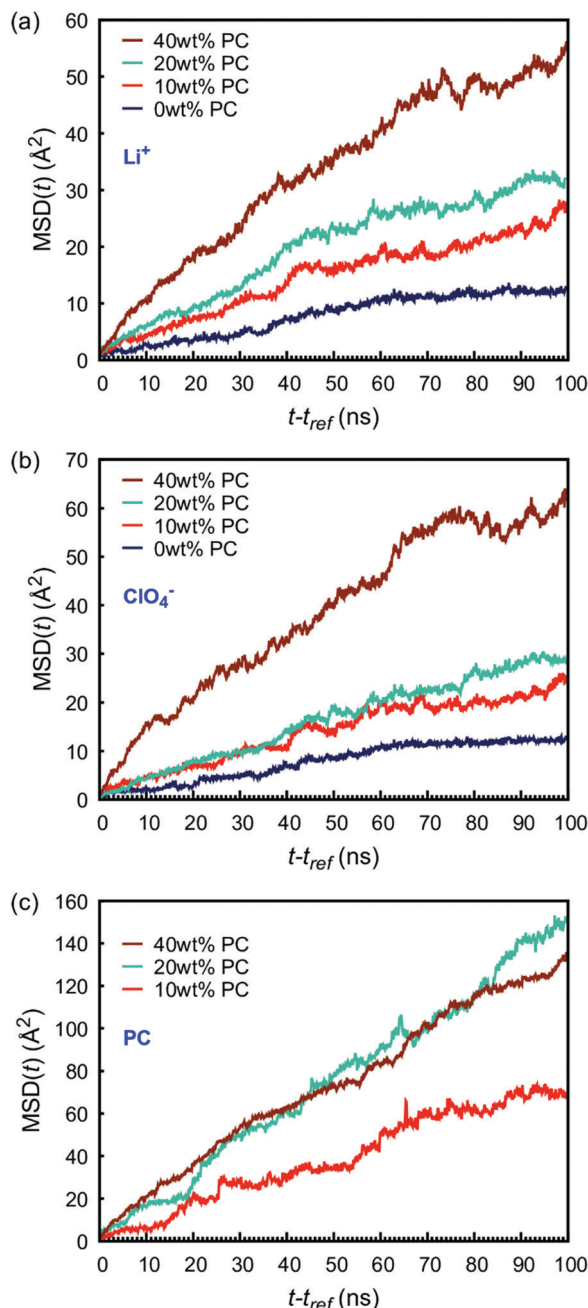 (a)
40wt% PC
20wt% PC
10wt% PC
0wt% PC
Li⁺
MSD(t) (Å²)
60
50
40
30
20
10
0
0 10 20 30 40 50 60 70 80 90 100
t-t_ref (ns)
(b)
40wt% PC
20wt% PC
10wt% PC
0wt% PC
ClO₄⁻
MSD(t) (Å²)
70
60
50
40
30
20
10
0
0 10 20 30 40 50 60 70 80 90 100
t-t_ref (ns)
(c)
40wt% PC
20wt% PC
10wt% PC
PC
MSD(t) (Å²)
160
140
120
100
80
60
40
20
0
0 10 20 30 40 50 60 70 80 90 100
t-t_ref (ns)